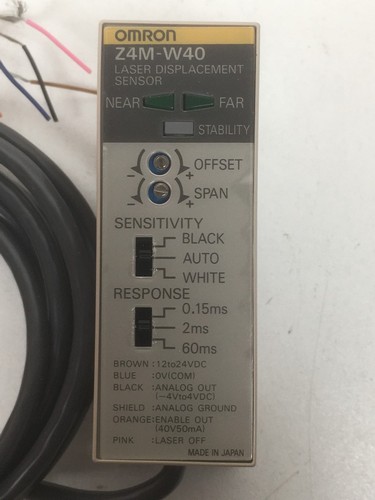 OMRON
Z4M-W40
LASER DISPLACEMENT
SENSOR
NEAR FAR
STABILITY
OFFSET
- +
SPAN
- +
SENSITIVITY
BLACK
AUTO
WHITE
RESPONSE
0.15ms
2ms
60ms
BROWN :12to24VDC
BLUE :0V(COM)
BLACK :ANALOG OUT
(-4Vto4VDC)
SHIELD :ANALOG GROUND
ORANGE:ENABLE OUT
(40V50mA)
PINK :LASER OFF
MADE IN JAPAN